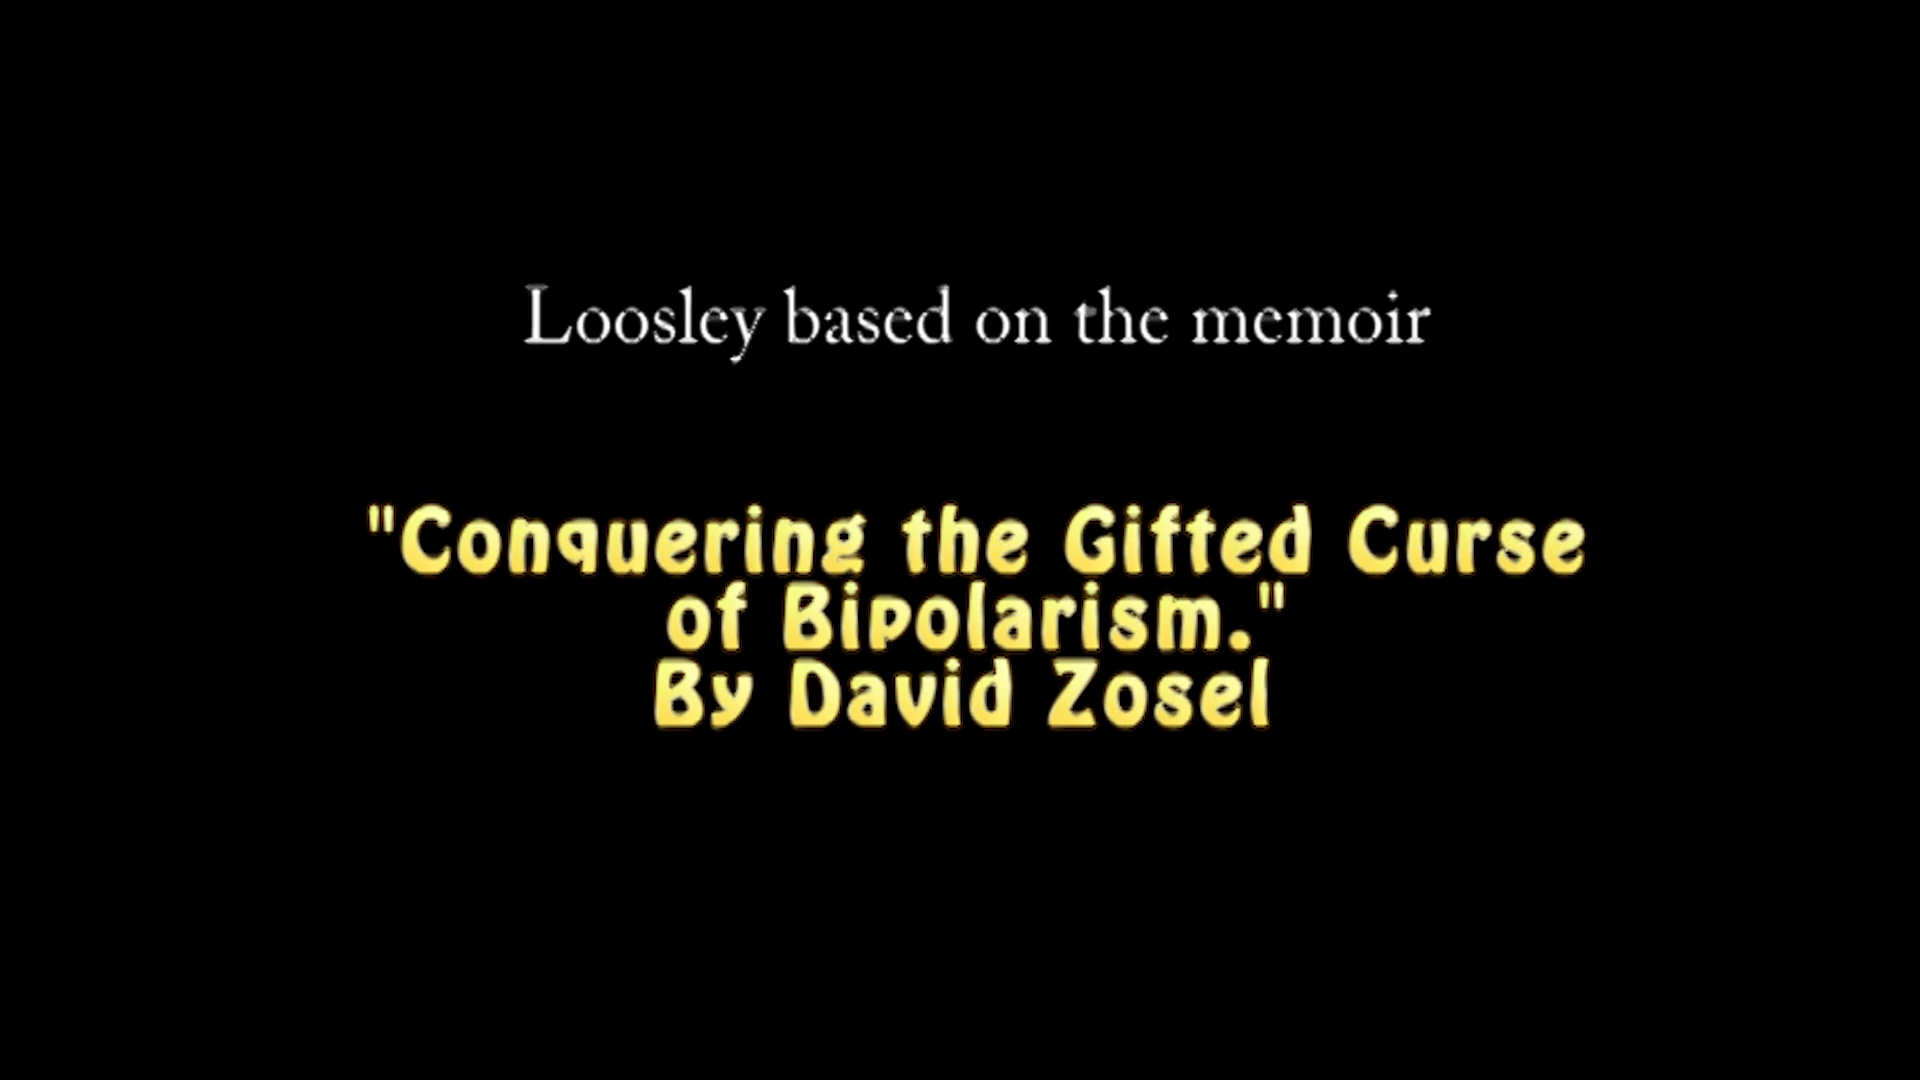 Loosley based on the memoir
"Conquering the Gifted Curse
of Bipolarism."
By David Zosel